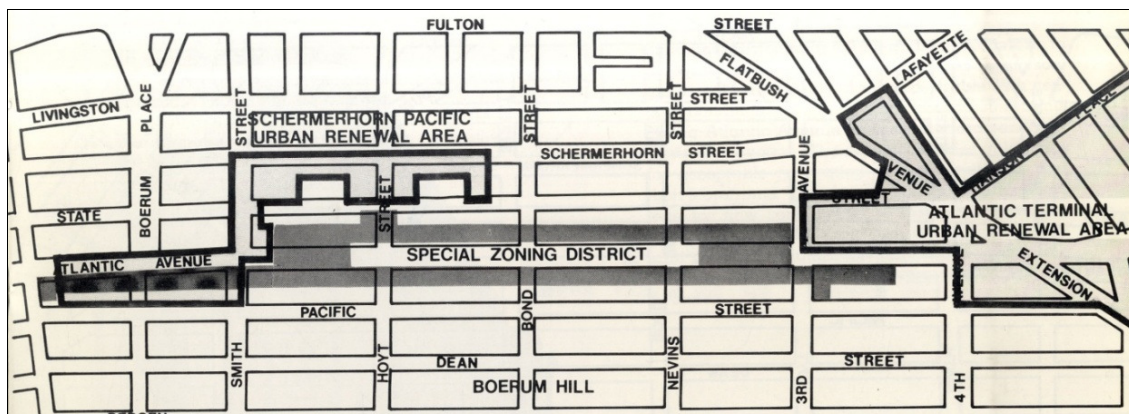 FULTON
STREET
LAFAYETTE
FLATBUSH
LIVINGSTON
PLACE
STREET
SCHERMERHORN PACIFIC
URBAN RENEWAL AREA
STREET
STREET
STREET
PLACE
SCHERMERHORN
STREET
AVENUE
VENUE
HANSON
BOERUM
STATE
STREET
STREET
ATLANTIC TERMINAL
URBAN RENEWAL AREA
ATLANTIC
AVENUE
SPECIAL ZONING DISTRICT
EXTENSION
PACIFIC
BOND
STREET
SMITH
HOYT
DEAN
NEVINS
STREET
BOERUM HILL
3RD
4TH